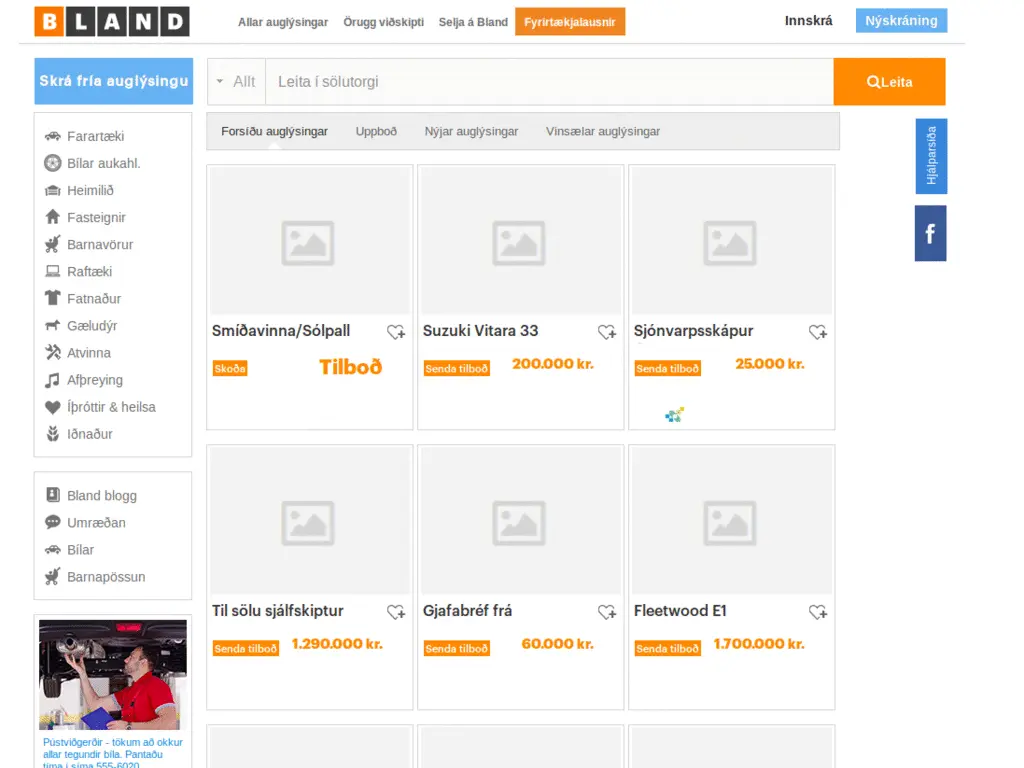 BLAND
Allar auglýsingar
Örugg viðskipti
Selja á Bland
Fyrirtækjalausnir
Innskrá
Nýskráning
Skrá fría auglýsingu
Allt
Leita í sölutorgi
Leita
Forsíðu auglýsingar
Uppboð
Nýjar auglýsingar
Vinsælar auglýsingar
Hjálparsíða
f
Farartæki
Bílar aukahl.
Heimilið
Fasteignir
Barnavörur
Raftæki
Fatnaður
Gæludýr
Atvinna
Afþreying
Íþróttir & heilsa
Iðnaður
Bland blogg
Umræðan
Bílar
Barnapössun
Pústviðgerðir - tökum að okkur
allar tegundir bíla. Pantaðu
tíma í síma 555-6020
Smíðavinna/Sólpall
Skoða
Tilboð
Suzuki Vitara 33
Senda tilboð
200.000 kr.
Sjónvarpsskápur
Senda tilboð
25.000 kr.
Til sölu sjálfskiptur
Senda tilboð
1.290.000 kr.
Gjafabréf frá
Senda tilboð
60.000 kr.
Fleetwood E1
Senda tilboð
1.700.000 kr.